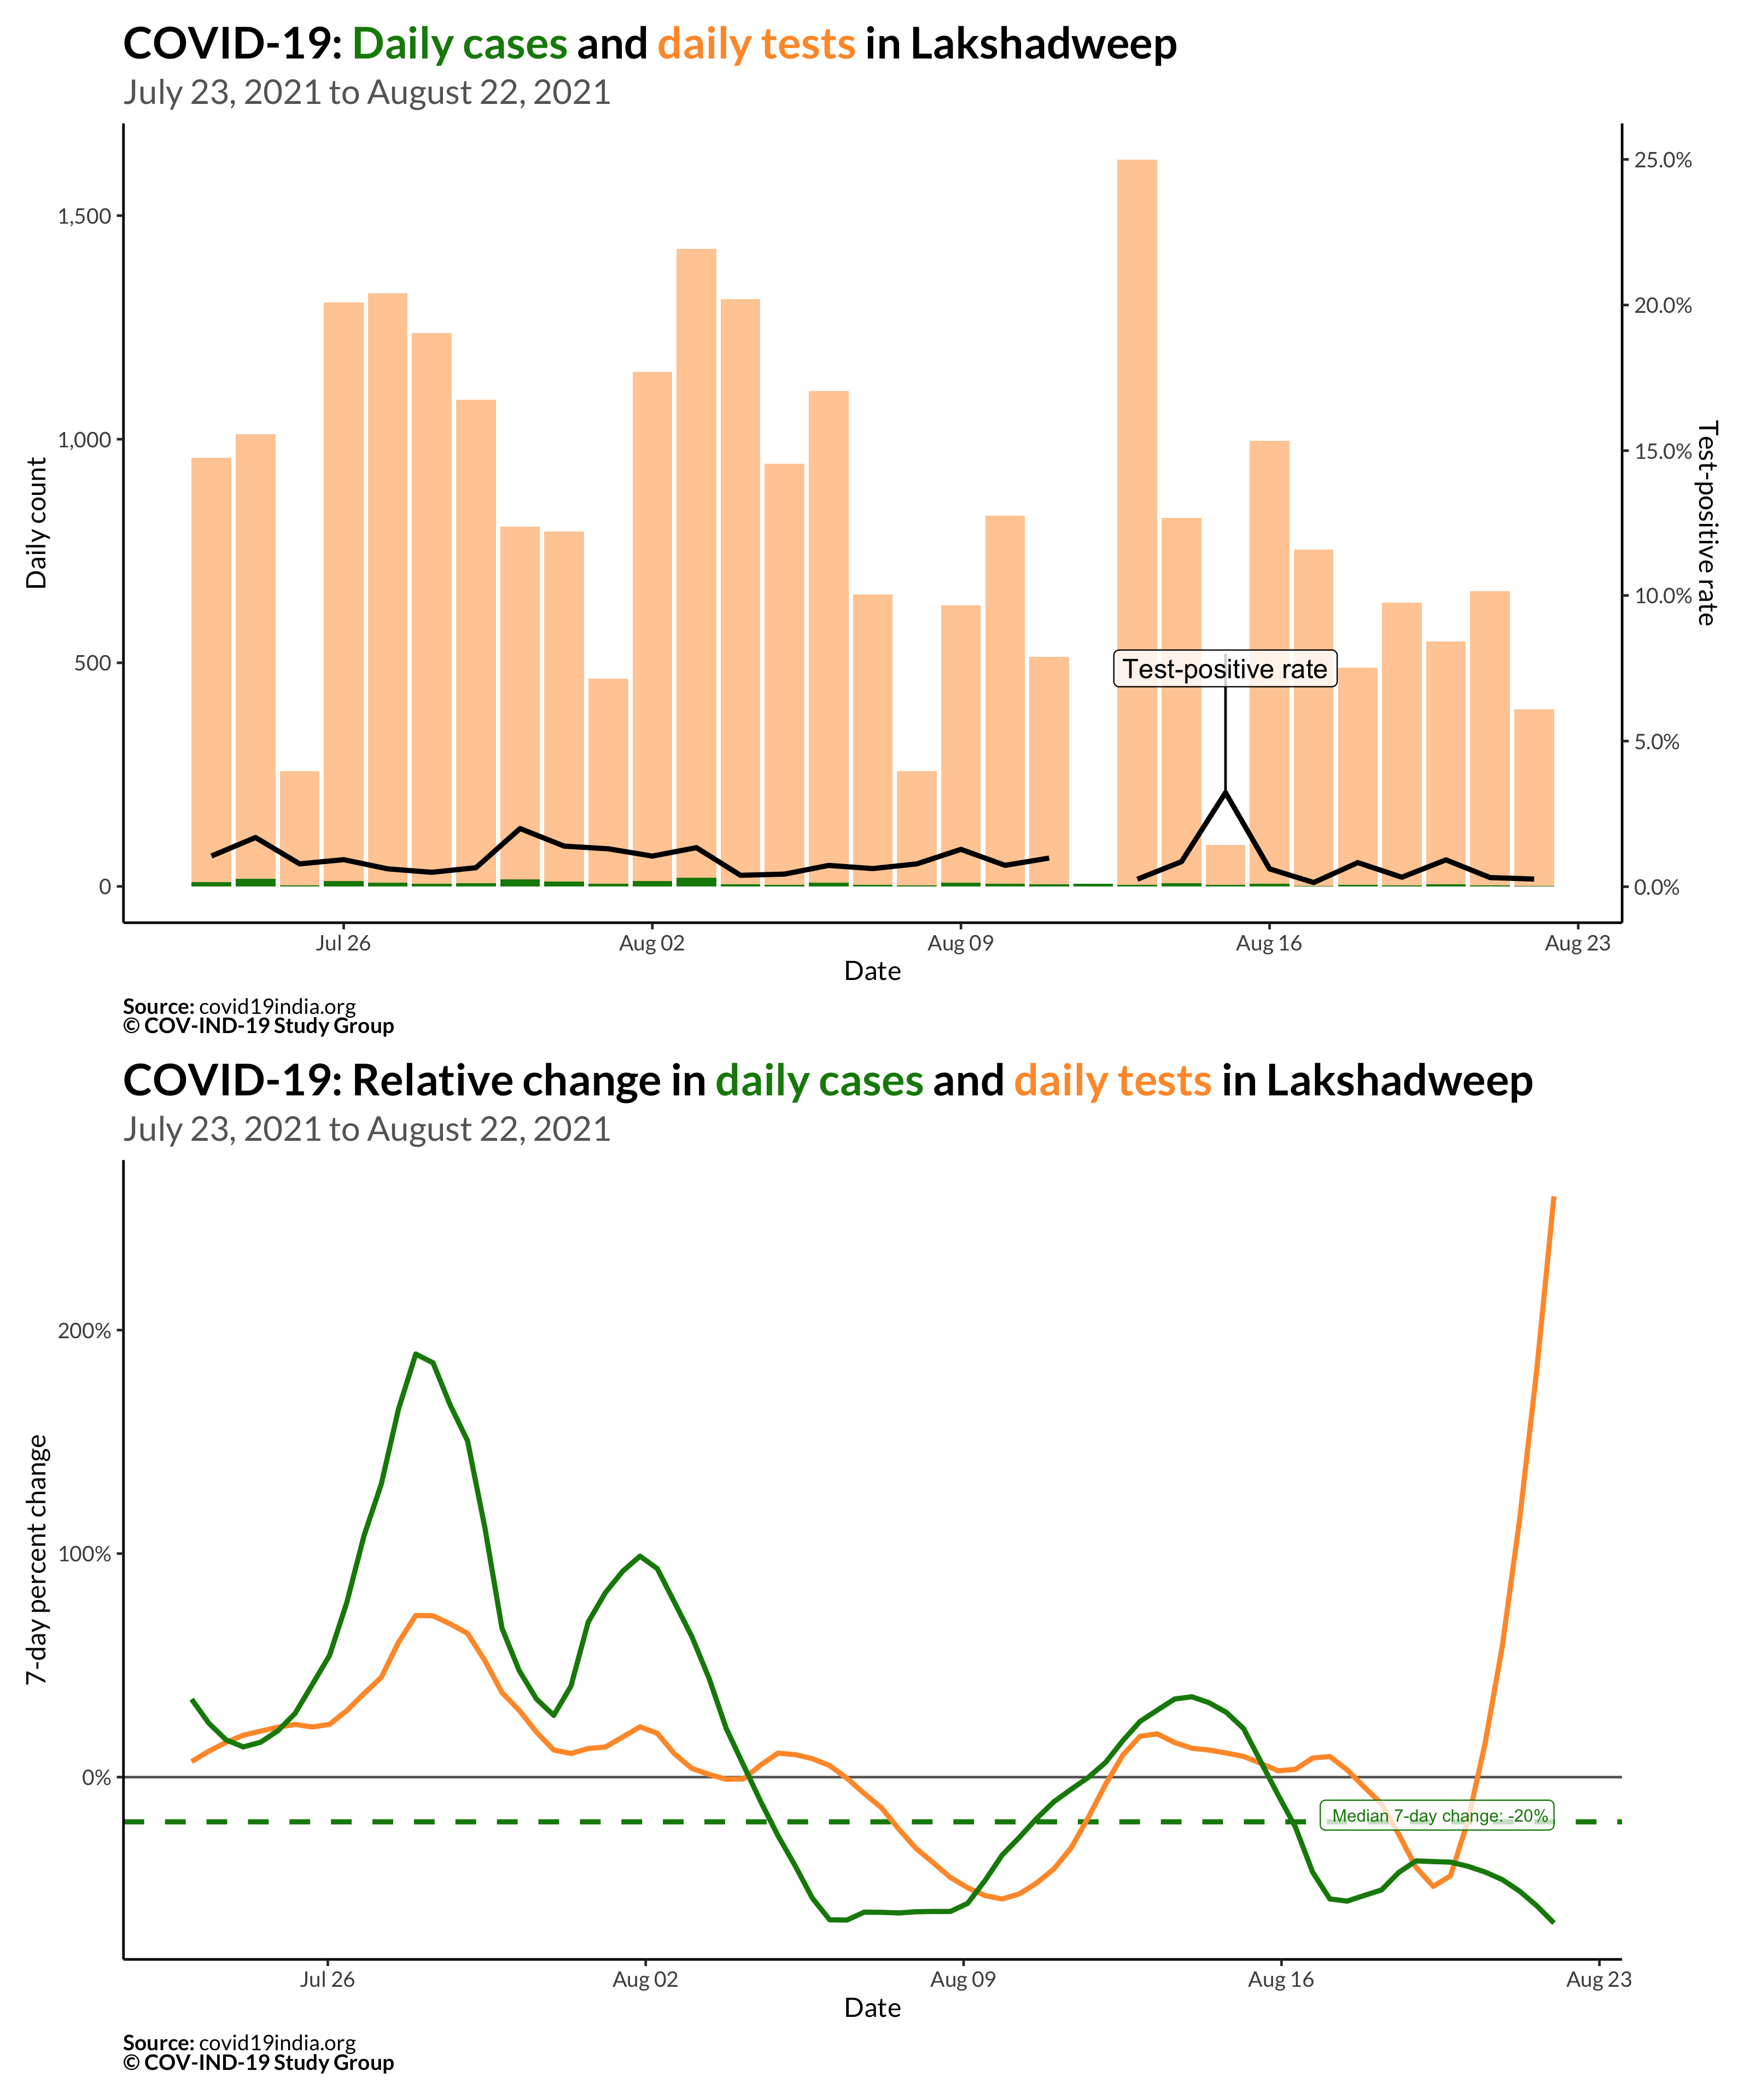 COVID-19: Daily cases and daily tests in Lakshadweep
July 23, 2021 to August 22, 2021
Daily count
1,500
1,000
500
0
25.0%
20.0%
15.0%
10.0%
5.0%
0.0%
Test-positive rate
Test-positive rate
Jul 26
Aug 02
Aug 09
Aug 16
Aug 23
Date
Source: covid19india.org
© COV-IND-19 Study Group
COVID-19: Relative change in daily cases and daily tests in Lakshadweep
July 23, 2021 to August 22, 2021
7-day percent change
200%
100%
0%
Median 7-day change: -20%
Jul 26
Aug 02
Aug 09
Aug 16
Aug 23
Date
Source: covid19india.org
© COV-IND-19 Study Group